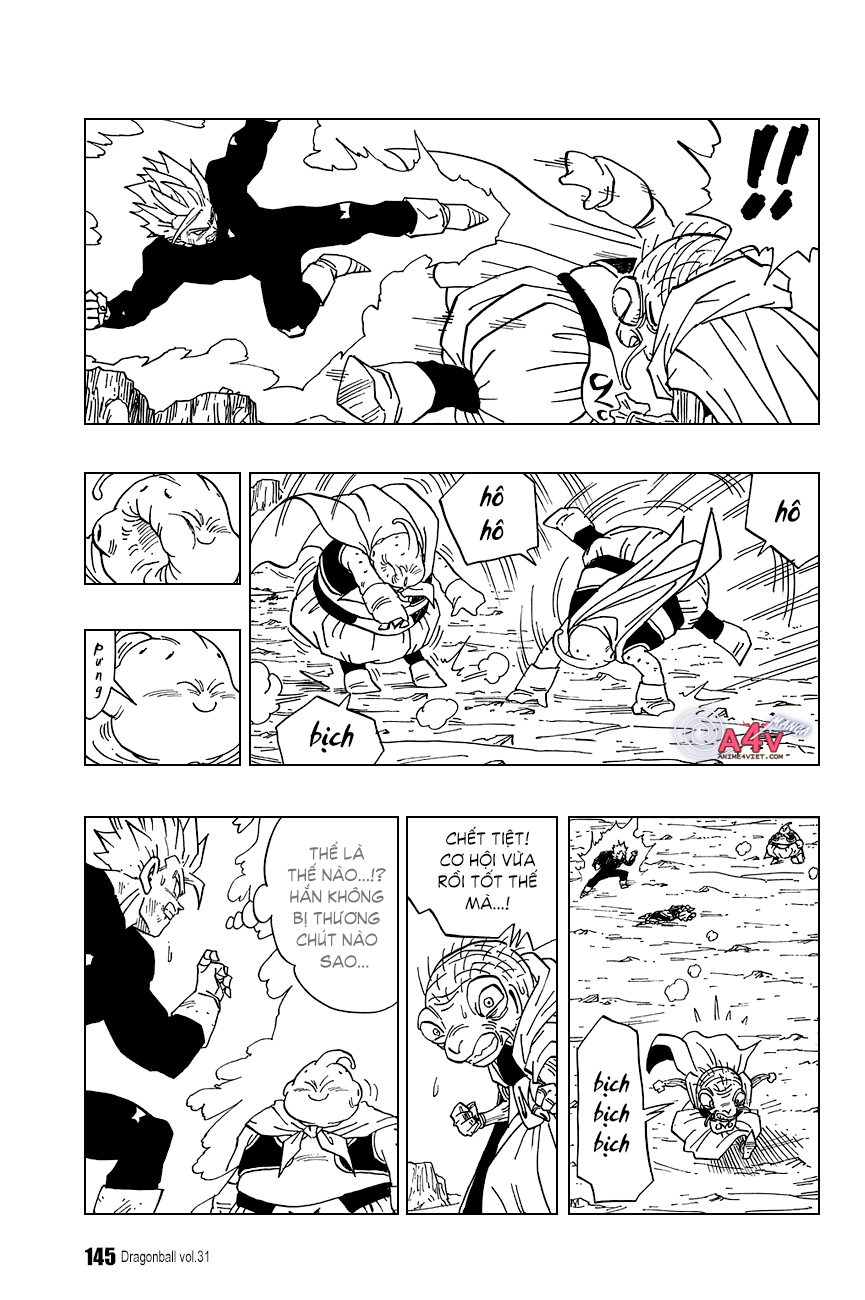 !!
hô
hô
hô
pưng
bịch
A4V
MANGA
ANIME4VIET.COM
THẾ LÀ
THẾ NÀO...!?
HẮN KHÔNG
BỊ THƯƠNG
CHÚT NÀO
SAO...
CHẾT TIỆT!
CƠ HỘI VỪA
RỒI TỐT THẾ
MÀ...!
bịch
bịch
bịch
145 Dragonball vol.31